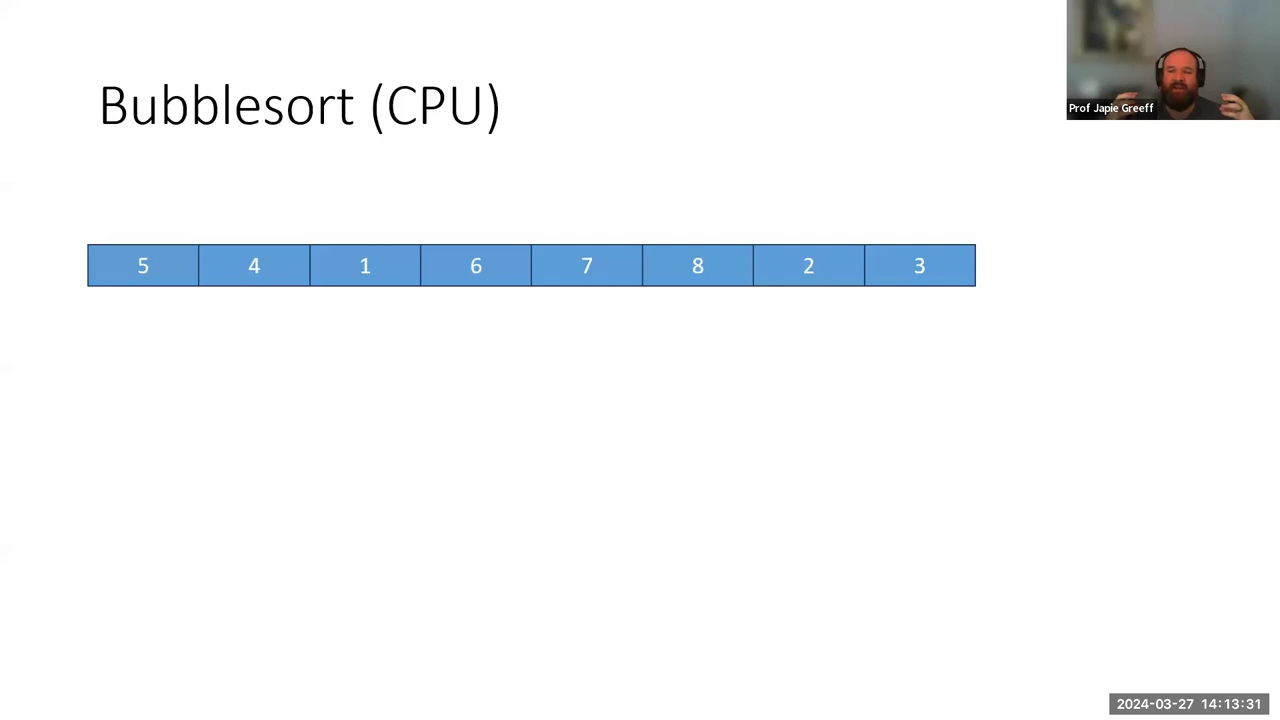 Bubblesort (CPU)
Prof Japie Greeff
5 4 1 6 7 8 2 3
2024-03-27 14:13:31